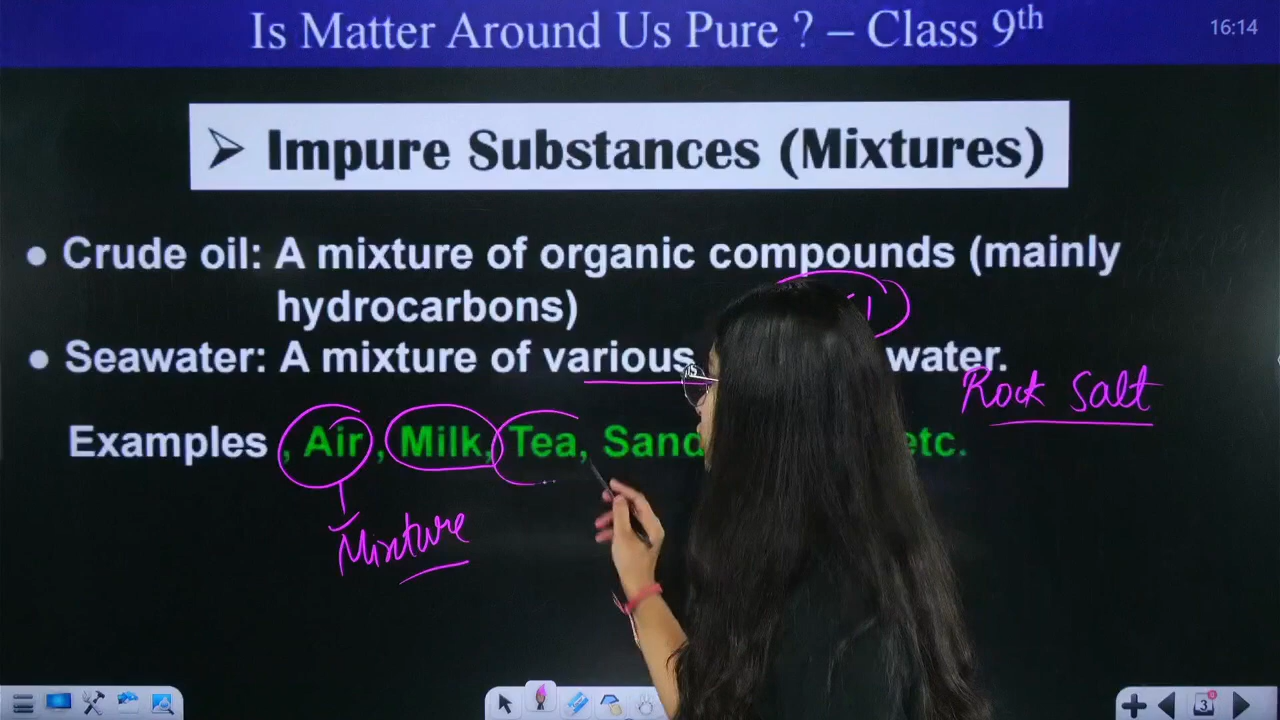 Is Matter Around Us Pure ? – Class 9th
16:14
➢ Impure Substances (Mixtures)
• Crude oil: A mixture of organic compounds (mainly
hydrocarbons)
• Seawater: A mixture of various water.
Rock Salt
Examples , Air , Milk, Tea, Sand etc.
Mixture
3